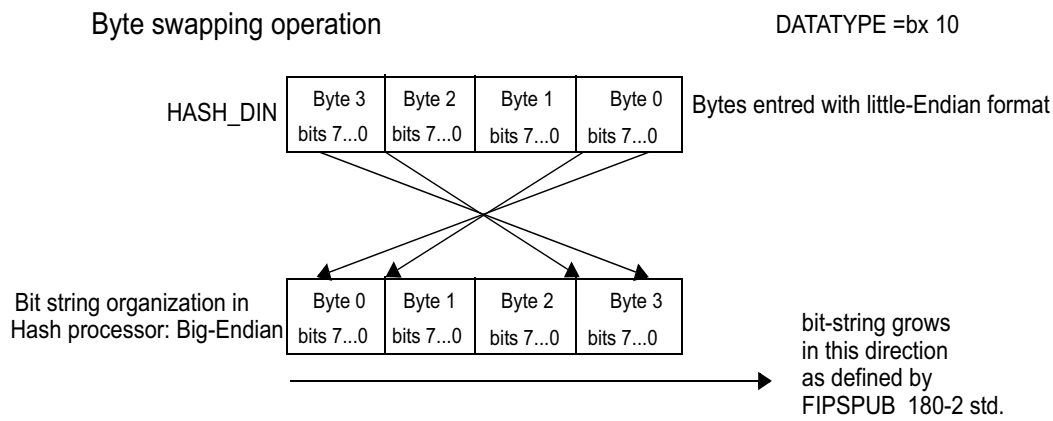 Byte swapping operation
DATATYPE =bx 10
HASH_DIN
Byte 3 Byte 2 Byte 1 Byte 0
bits 7...0 bits 7...0 bits 7...0 bits 7...0
Bytes entred with little-Endian format
Bit string organization in
Hash processor: Big-Endian
Byte 0 Byte 1 Byte 2 Byte 3
bits 7...0 bits 7...0 bits 7...0 bits 7...0
bit-string grows
in this direction
as defined by
FIPSPUB 180-2 std.